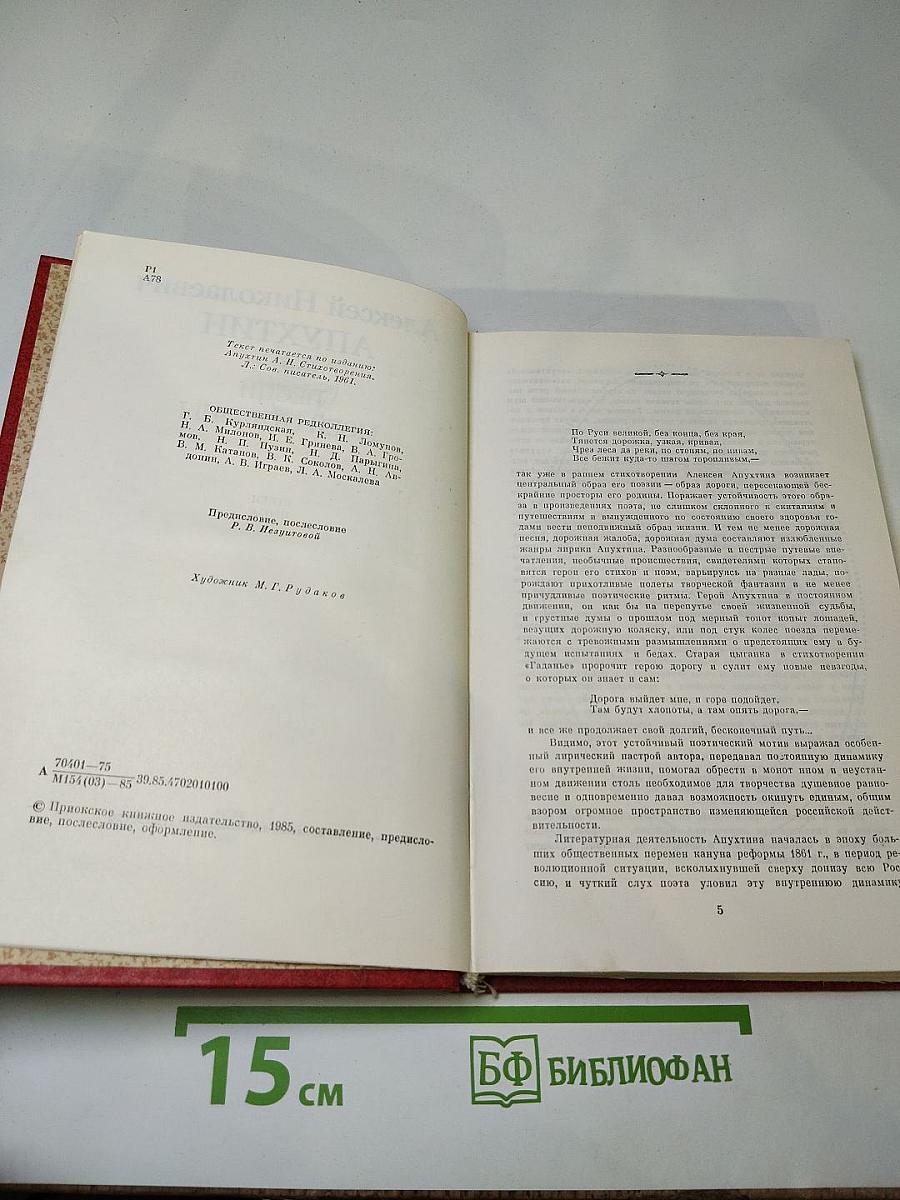 Р1
А78
Текст печатается по изданию:
Апухтин А. Н. Стихотворения.
Л.: Сов. писатель, 1961.
ОБЩЕСТВЕННАЯ РЕДКОЛЛЕГИЯ:
Г. Б. Курляндская, К. Н. Ломунов,
Н. А. Милонов, И. Е. Гринева, В. А. Гро-
мов, Н. П. Пузин, Н. Д. Парыгина,
В. М. Катанов, В. К. Соколов, А. Н. Ав-
донин, А. В. Играев, Л. А. Москалева
Предисловие, послесловие
Р. В. Иезуитовой
Художник М. Г. Рудаков
А 70401—75
М154(03)—85 39.85.4702010100
© Приокское книжное издательство, 1985, составление, предисло-
вие, послесловие, оформление.
По Руси великой, без конца, без края,
Тянется дорожка, узкая, кривая,
Чрез леса да реки, по степям, по нивам,
Все бежит куда-то шагом торопливым,—
так уже в раннем стихотворении Алексея Апухтина возникает
центральный образ его поэзии — образ дороги, пересекающей бес-
крайние просторы его родины. Поражает устойчивость этого обра-
за в произведениях поэта, не слишком склонного к скитаниям и
путешествиям и вынужденного по состоянию своего здоровья го-
дами вести неподвижный образ жизни. И тем не менее дорожная
песня, дорожная жалоба, дорожная дума составляют излюбленные
жанры лирики Апухтина. Разнообразные и пестрые путевые впе-
чатления, необычные происшествия, свидетелями которых стано-
вятся герои его стихов и поэм, варьируясь на разные лады, по-
рождают прихотливые полеты творческой фантазии и не менее
причудливые поэтические ритмы. Герой Апухтина в постоянном
движении, он как бы на перепутье своей жизненной судьбы,
и грустные думы о прошлом под мерный топот копыт лошадей,
везущих дорожную коляску, или под стук колес поезда переме-
жаются с тревожными размышлениями о предстоящих ему в бу-
дущем испытаниях и бедах. Старая цыганка в стихотворении
«Гаданье» пророчит герою дорогу и сулит ему новые невзгоды,
о которых он знает и сам:
Дорога выйдет мне, и горе подойдет,
Там будут хлопоты, а там опять дорога,—
и все же продолжает свой долгий, бесконечный путь...
Видимо, этот устойчивый поэтический мотив выражал особен-
ный лирический настрой автора, передавал постоянную динамику
его внутренней жизни, помогал обрести в монот нном и неустан-
ном движении столь необходимое для творчества душевное равно-
весие и одновременно давал возможность окинуть единым, общим
взором огромное пространство изменяющейся российской дейст-
вительности.
Литературная деятельность Апухтина началась в эпоху боль-
ших общественных перемен кануна реформы 1861 г., в период ре-
волюционной ситуации, всколыхнувшей сверху донизу всю Рос-
сию, и чуткий слух поэта уловил эту внутреннюю динамику
5
15 см
БФ БИБЛИОФАН